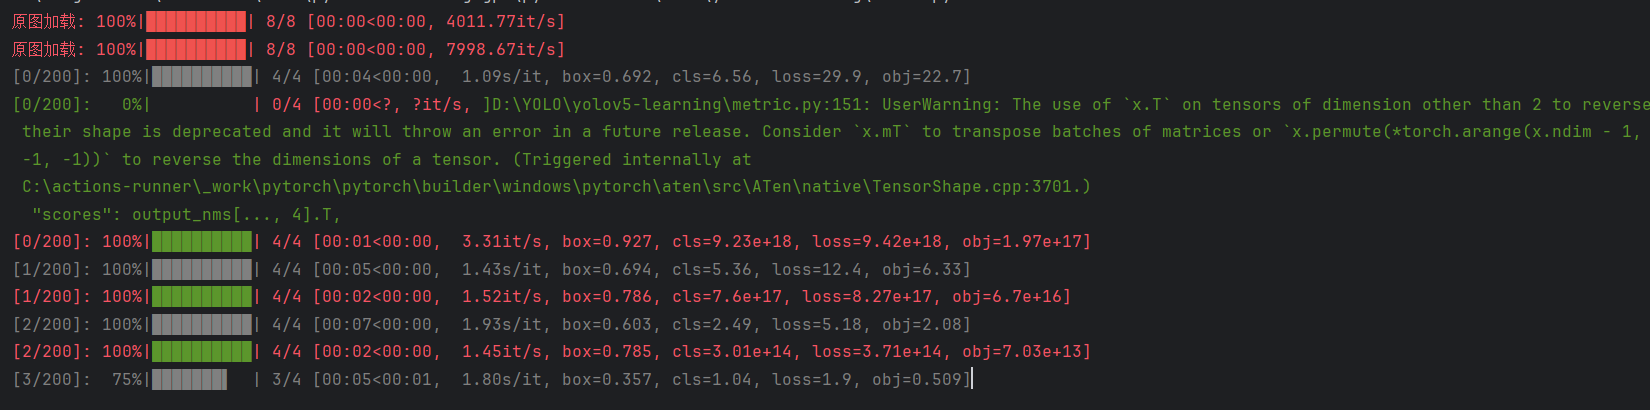 原图加载: 100%|██████████| 8/8 [00:00<00:00, 4011.77it/s]
原图加载: 100%|██████████| 8/8 [00:00<00:00, 7998.67it/s]
[0/200]: 100%|██████████| 4/4 [00:04<00:00,  1.09s/it, box=0.692, cls=6.56, loss=29.9, obj=22.7]
[0/200]:   0%|          | 0/4 [00:00<?, ?it/s, ]D:\YOLO\yolov5-learning\metric.py:151: UserWarning: The use of `x.T` on tensors of dimension other than 2 to reverse
their shape is deprecated and it will throw an error in a future release. Consider `x.mT` to transpose batches of matrices or `x.permute(*torch.arange(x.ndim - 1,
-1, -1))` to reverse the dimensions of a tensor. (Triggered internally at
C:\actions-runner\_work\pytorch\pytorch\builder\windows\pytorch\aten\src\ATen\native\TensorShape.cpp:3701.)
"scores": output_nms[..., 4].T,
[0/200]: 100%|██████████| 4/4 [00:01<00:00,  3.31it/s, box=0.927, cls=9.23e+18, loss=9.42e+18, obj=1.97e+17]
[1/200]: 100%|██████████| 4/4 [00:05<00:00,  1.43s/it, box=0.694, cls=5.36, loss=12.4, obj=6.33]
[1/200]: 100%|██████████| 4/4 [00:02<00:00,  1.52it/s, box=0.786, cls=7.6e+17, loss=8.27e+17, obj=6.7e+16]
[2/200]: 100%|██████████| 4/4 [00:07<00:00,  1.93s/it, box=0.603, cls=2.49, loss=5.18, obj=2.08]
[2/200]: 100%|██████████| 4/4 [00:02<00:00,  1.45it/s, box=0.785, cls=3.01e+14, loss=3.71e+14, obj=7.03e+13]
[3/200]:  75%|███████▌  | 3/4 [00:05<00:01,  1.80s/it, box=0.357, cls=1.04, loss=1.9, obj=0.509]